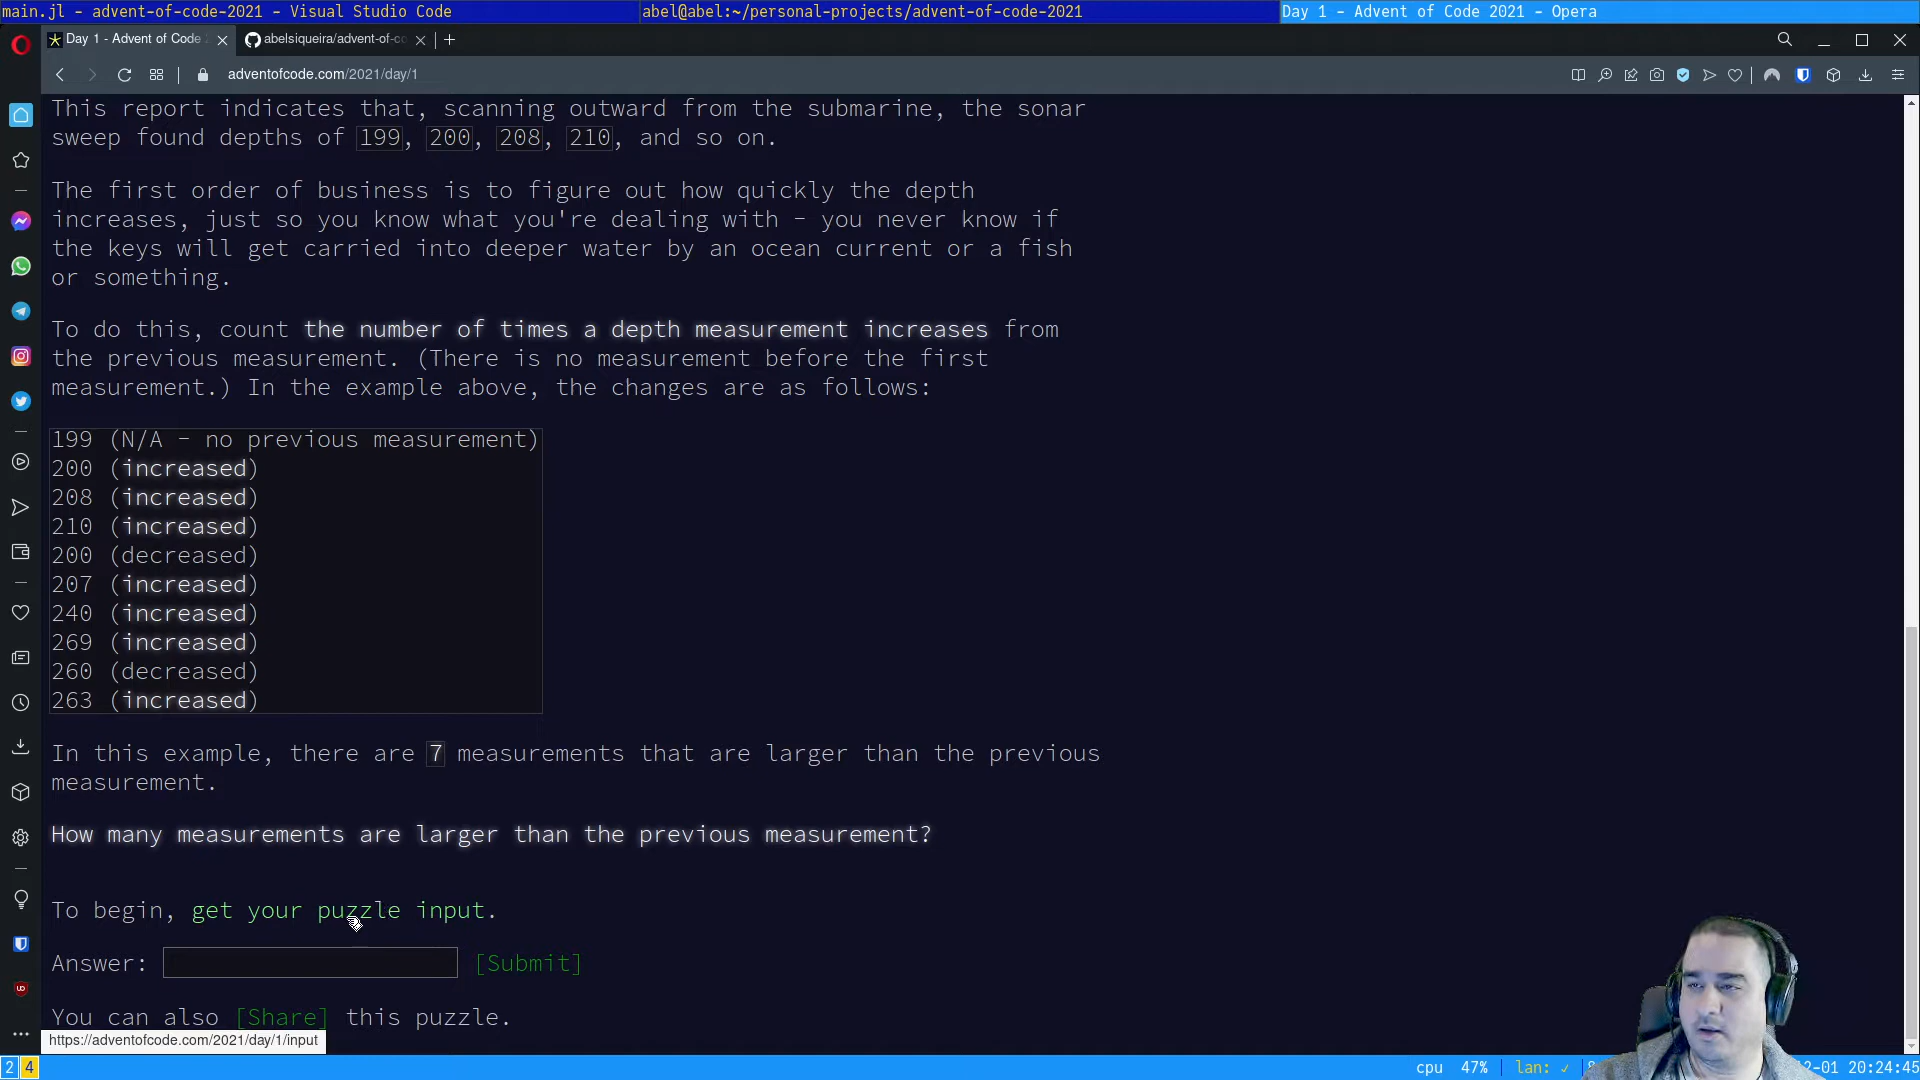 main.jl - advent-of-code-2021 - Visual Studio Code
abel@abel:~/personal-projects/advent-of-code-2021
Day 1 - Advent of Code 2021 - Opera
Day 1 - Advent of Code
abelsiqueira/advent-of-co
adventofcode.com/2021/day/1
This report indicates that, scanning outward from the submarine, the sonar
sweep found depths of 199, 200, 208, 210, and so on.
The first order of business is to figure out how quickly the depth
increases, just so you know what you're dealing with - you never know if
the keys will get carried into deeper water by an ocean current or a fish
or something.
To do this, count the number of times a depth measurement increases from
the previous measurement. (There is no measurement before the first
measurement.) In the example above, the changes are as follows:
199 (N/A - no previous measurement)
200 (increased)
208 (increased)
210 (increased)
200 (decreased)
207 (increased)
240 (increased)
269 (increased)
260 (decreased)
263 (increased)
In this example, there are 7 measurements that are larger than the previous
measurement.
How many measurements are larger than the previous measurement?
To begin, get your puzzle input.
Answer: [Submit]
You can also [Share] this puzzle.
https://adventofcode.com/2021/day/1/input
2 4
cpu 47% lan: ✓
-01 20:24:45